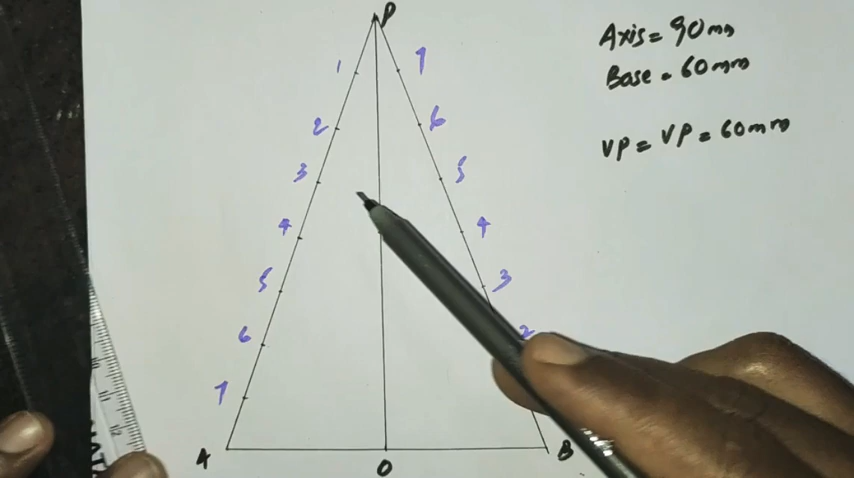 P
Axis = 90mm
Base = 60mm
VP = VP = 60mm
1
2
3
4
5
6
7
7
6
5
4
3
2
A
O
B